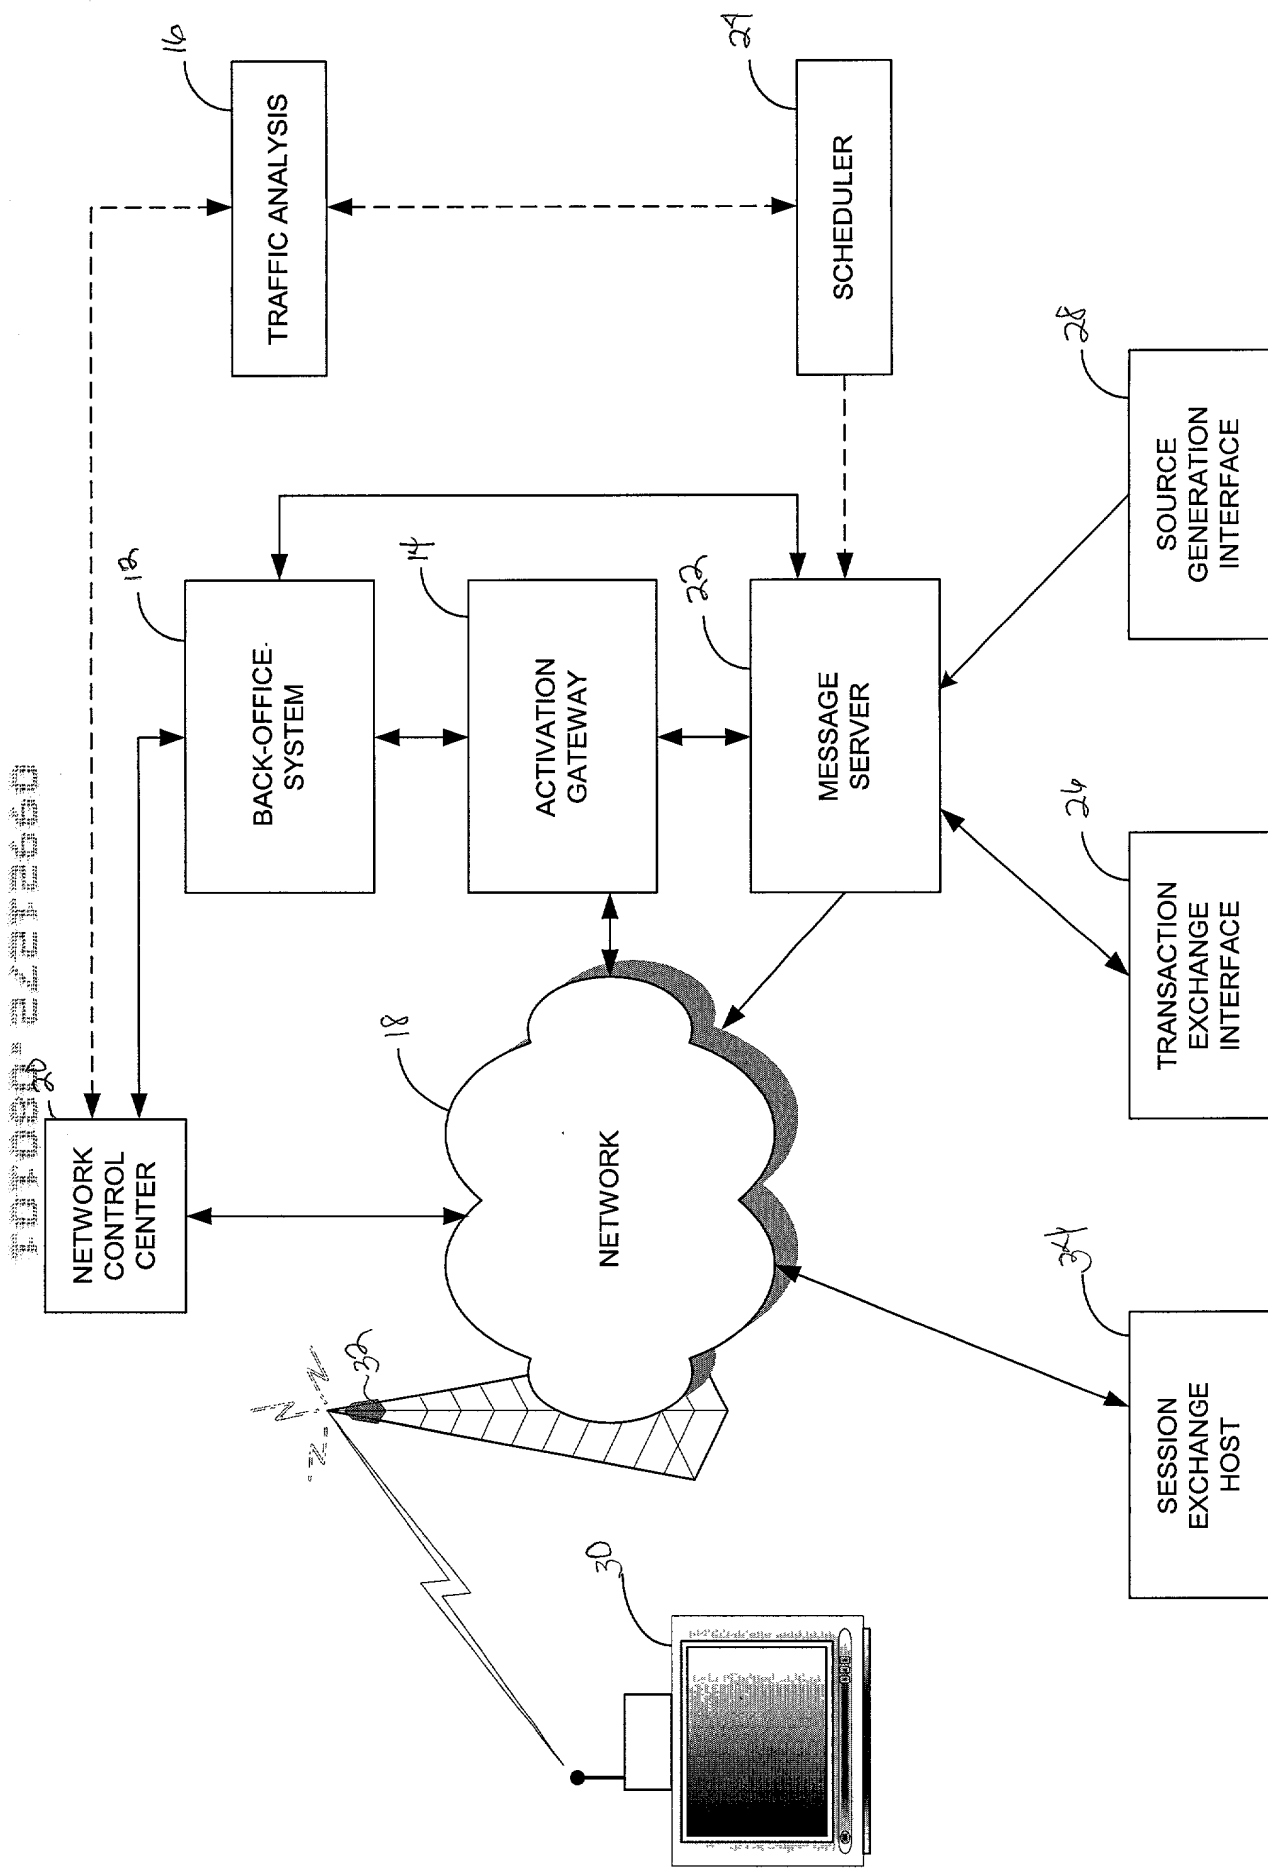 NETWORK
CONTROL
CENTER
20
BACK-OFFICE-
SYSTEM
12
TRAFFIC ANALYSIS
16
ACTIVATION
GATEWAY
14
NETWORK
18
32
MESSAGE
SERVER
22
SCHEDULER
24
30
SESSION
EXCHANGE
HOST
34
TRANSACTION
EXCHANGE
INTERFACE
26
SOURCE
GENERATION
INTERFACE
28